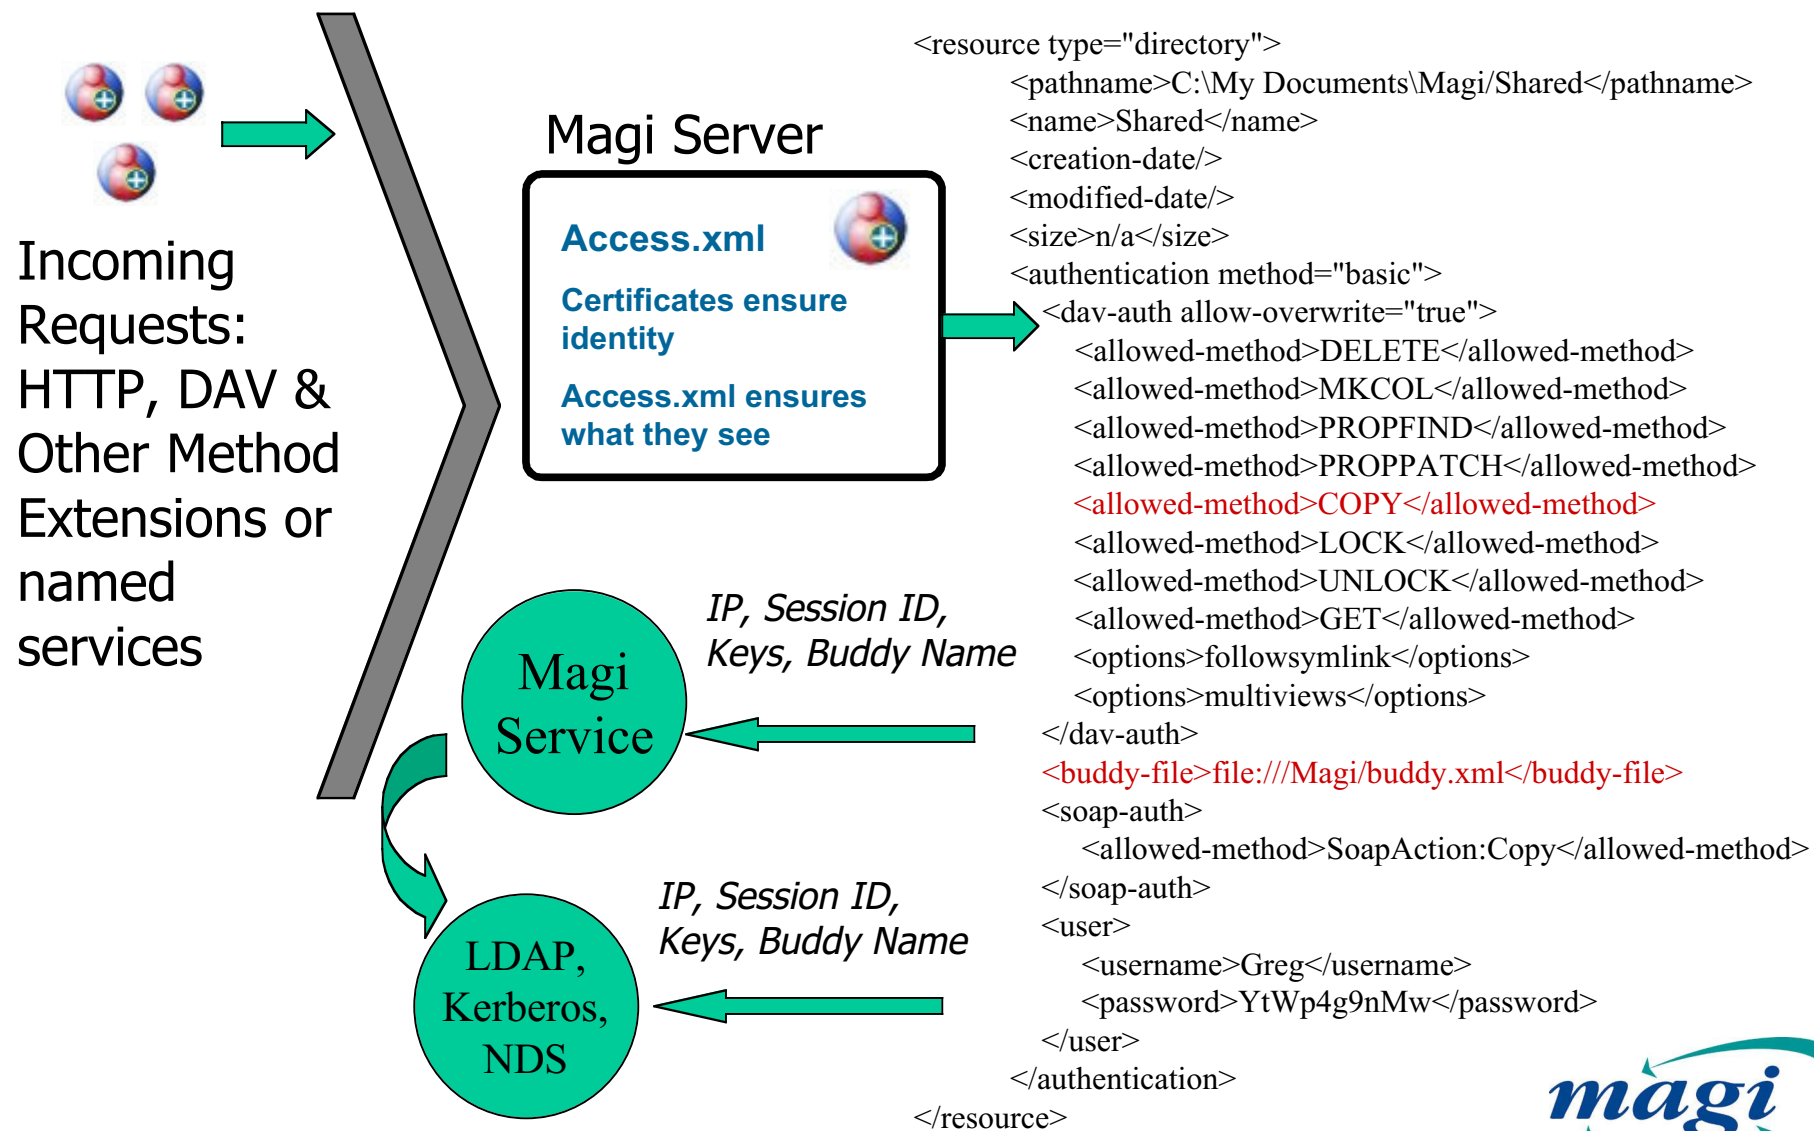 Incoming
Requests:
HTTP, DAV &
Other Method
Extensions or
named
services
Magi Server
Access.xml
Certificates ensure
identity
Access.xml ensures
what they see
Magi
Service
IP, Session ID,
Keys, Buddy Name
LDAP,
Kerberos,
NDS
IP, Session ID,
Keys, Buddy Name
<resource type="directory">
<pathname>C:\My Documents\Magi/Shared</pathname>
<name>Shared</name>
<creation-date/>
<modified-date/>
<size>n/a</size>
<authentication method="basic">
<dav-auth allow-overwrite="true">
<allowed-method>DELETE</allowed-method>
<allowed-method>MKCOL</allowed-method>
<allowed-method>PROPFIND</allowed-method>
<allowed-method>PROPPATCH</allowed-method>
<allowed-method>COPY</allowed-method>
<allowed-method>LOCK</allowed-method>
<allowed-method>UNLOCK</allowed-method>
<allowed-method>GET</allowed-method>
<options>followsymlink</options>
<options>multiviews</options>
</dav-auth>
<buddy-file>file:///Magi/buddy.xml</buddy-file>
<soap-auth>
<allowed-method>SoapAction:Copy</allowed-method>
</soap-auth>
<user>
<username>Greg</username>
<password>YtWp4g9nMw</password>
</user>
</authentication>
</resource>
magi